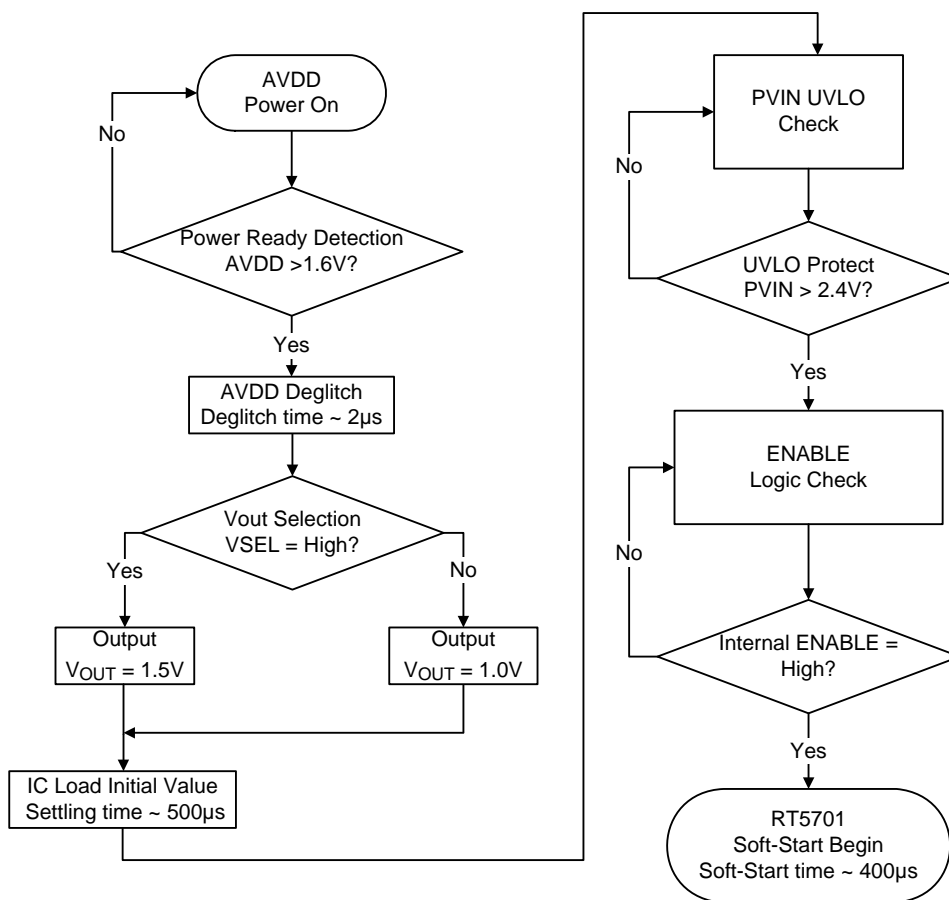 AVDD
Power On
No
Power Ready Detection
AVDD >1.6V?
Yes
AVDD Deglitch
Deglitch time ~ 2µs
Vout Selection
VSEL = High?
Yes
No
Output
VOUT = 1.5V
Output
VOUT = 1.0V
IC Load Initial Value
Settling time ~ 500µs
PVIN UVLO
Check
No
UVLO Protect
PVIN > 2.4V?
Yes
ENABLE
Logic Check
No
Internal ENABLE =
High?
Yes
RT5701
Soft-Start Begin
Soft-Start time ~ 400µs